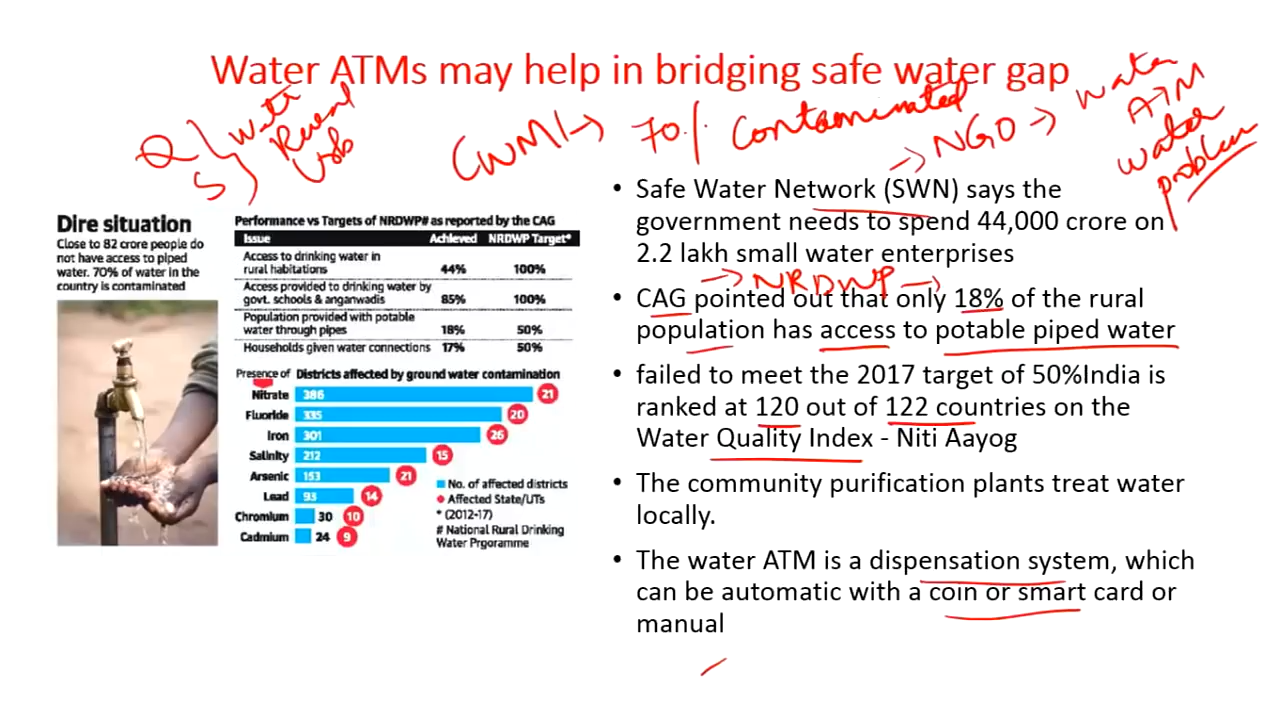 Water ATMs may help in bridging safe water gap
Q
S
Rural
CWMI → 70% Contaminated
→ NGO →
Water
ATM
water
problem
Dire situation
Close to 82 crore people do
not have access to piped
water. 70% of water in the
country is contaminated
Performance vs Targets of NRDWP# as reported by the CAG
Issue Achieved NRDWP Target*
Access to drinking water in
rural habitations 44% 100%
Access provided to drinking water by
govt. schools & anganwadis 85% 100%
Population provided with potable
water through pipes 18% 50%
Households given water connections 17% 50%
Presence of Districts affected by ground water contamination
Nitrate 386 21
Fluoride 335 20
Iron 301 26
Salinity 212 15
Arsenic 153 21
Lead 93 14
Chromium 30 10
Cadmium 24 9
No. of affected districts
Affected State/UTs
* (2012-17)
# National Rural Drinking
Water Prgoramme
• Safe Water Network (SWN) says the
government needs to spend 44,000 crore on
2.2 lakh small water enterprises
→ NRDWP →
• CAG pointed out that only 18% of the rural
population has access to potable piped water
• failed to meet the 2017 target of 50%India is
ranked at 120 out of 122 countries on the
Water Quality Index - Niti Aayog
• The community purification plants treat water
locally.
• The water ATM is a dispensation system, which
can be automatic with a coin or smart card or
manual